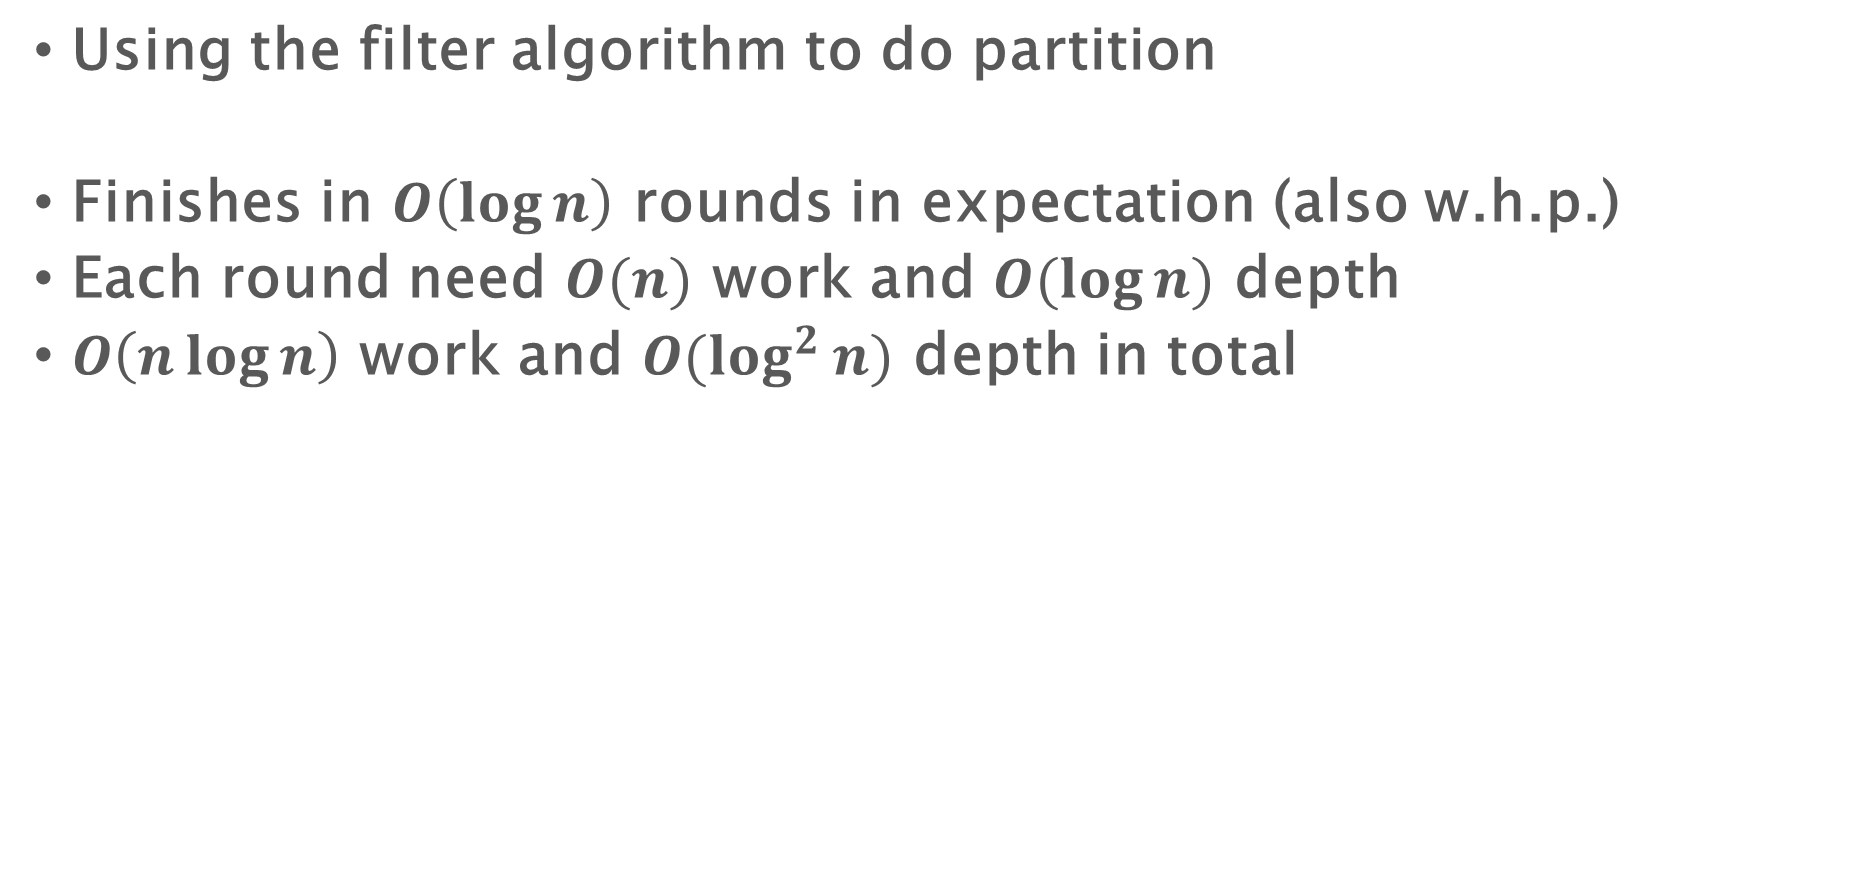 • Using the filter algorithm to do partition
• Finishes in O(log n) rounds in expectation (also w.h.p.)
• Each round need O(n) work and O(log n) depth
• O(n log n) work and O(log² n) depth in total